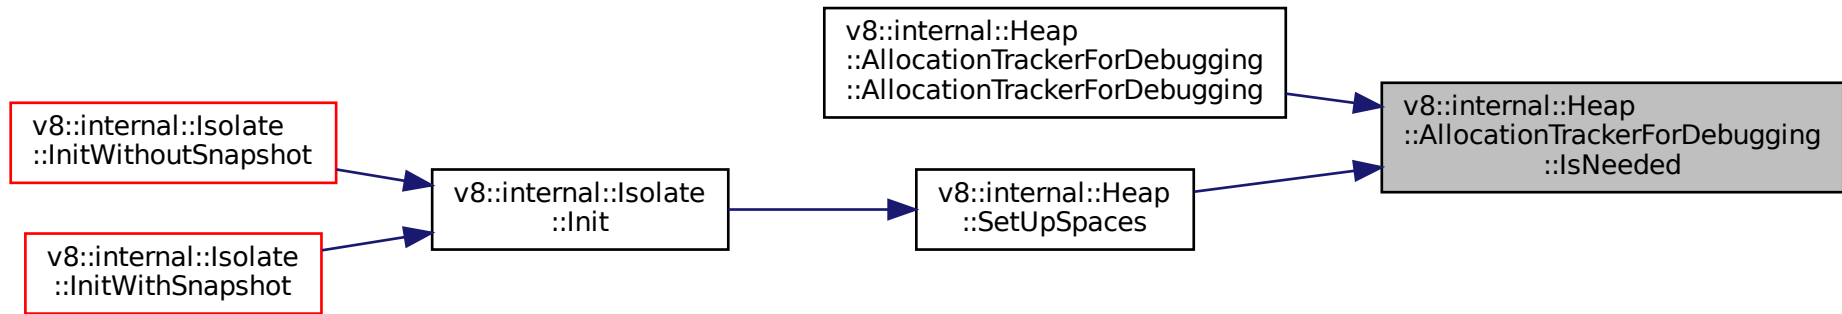 v8::internal::Isolate
::InitWithoutSnapshot
v8::internal::Isolate
::InitWithSnapshot
v8::internal::Isolate
::Init
v8::internal::Heap
::AllocationTrackerForDebugging
::AllocationTrackerForDebugging
v8::internal::Heap
::SetUpSpaces
v8::internal::Heap
::AllocationTrackerForDebugging
::IsNeeded